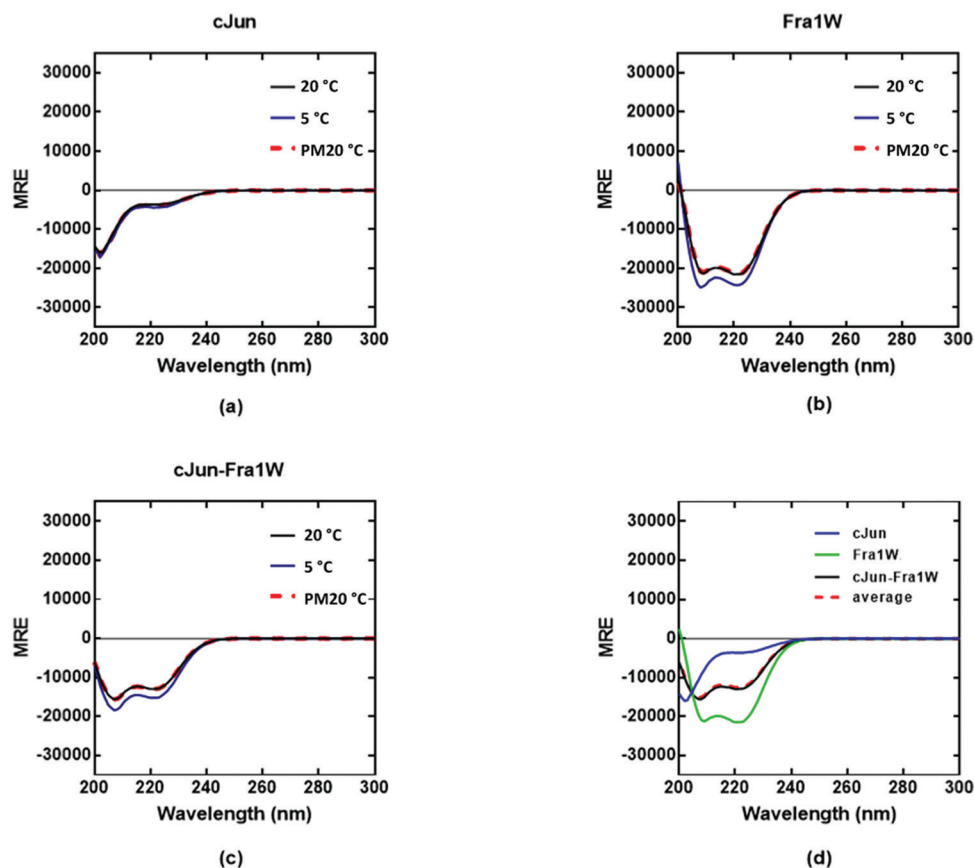 cJun
MRE
30000
20000
10000
0
-10000
-20000
-30000
20 °C
5 °C
PM20 °C
200
220
240
260
280
300
Wavelength (nm)
(a)
Fra1W
MRE
30000
20000
10000
0
-10000
-20000
-30000
20 °C
5 °C
PM20 °C
200
220
240
260
280
300
Wavelength (nm)
(b)
cJun-Fra1W
MRE
30000
20000
10000
0
-10000
-20000
-30000
20 °C
5 °C
PM20 °C
200
220
240
260
280
300
Wavelength (nm)
(c)
MRE
30000
20000
10000
0
-10000
-20000
-30000
cJun
Fra1W
cJun-Fra1W
average
200
220
240
260
280
300
Wavelength (nm)
(d)